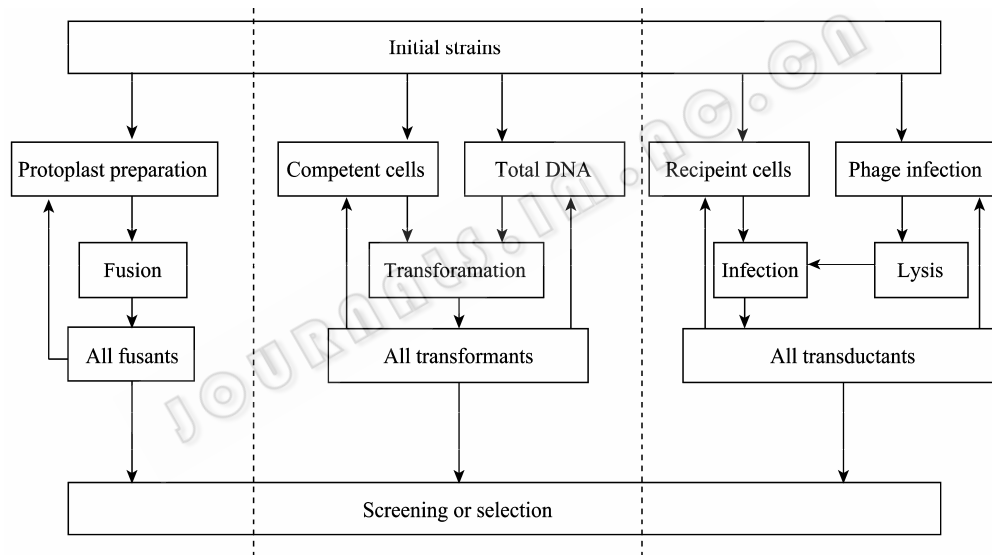 Initial strains
Protoplast preparation
Competent cells
Total DNA
Recipeint cells
Phage infection
Fusion
Transforamation
Infection
Lysis
All fusants
All transformants
All transductants
Screening or selection
JOURNALS.IM.AC.CN